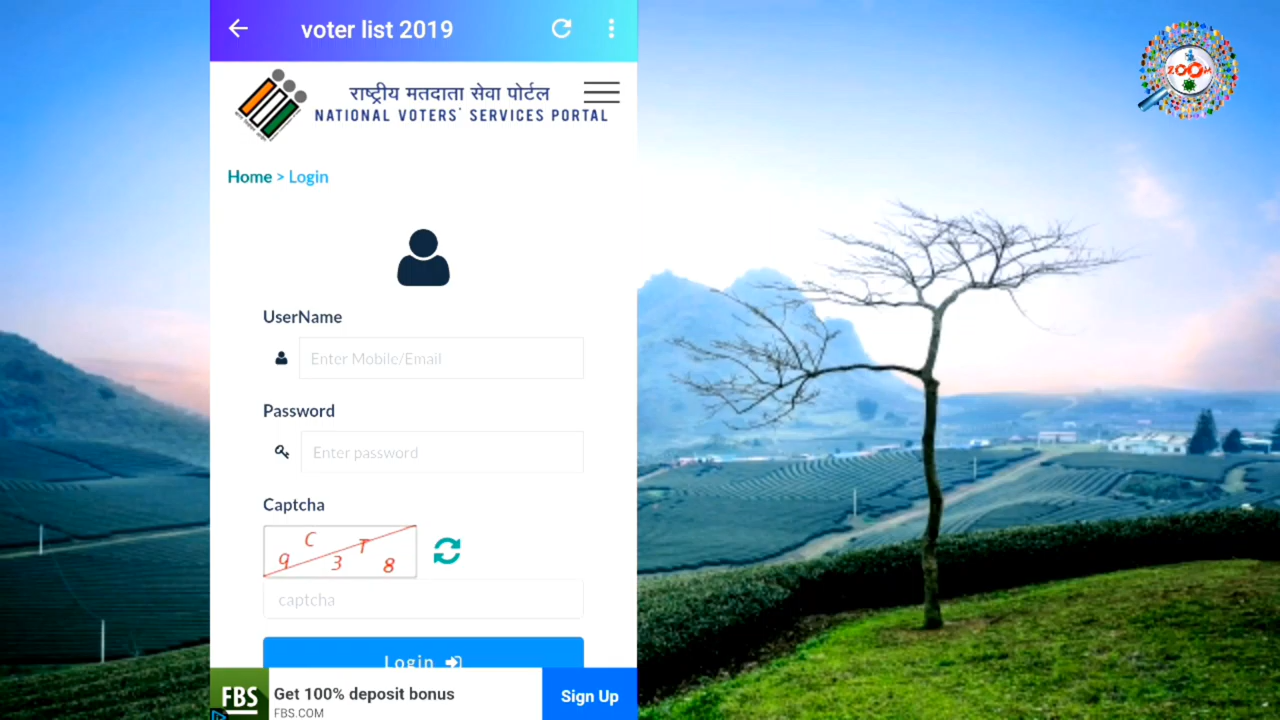 voter list 2019
राष्ट्रीय मतदाता सेवा पोर्टल
NATIONAL VOTERS' SERVICES PORTAL
Home > Login
UserName
Enter Mobile/Email
Password
Enter password
Captcha
9 C 3 T 8
captcha
Login
FBS
Get 100% deposit bonus
FBS.COM
Sign Up
ZOOM